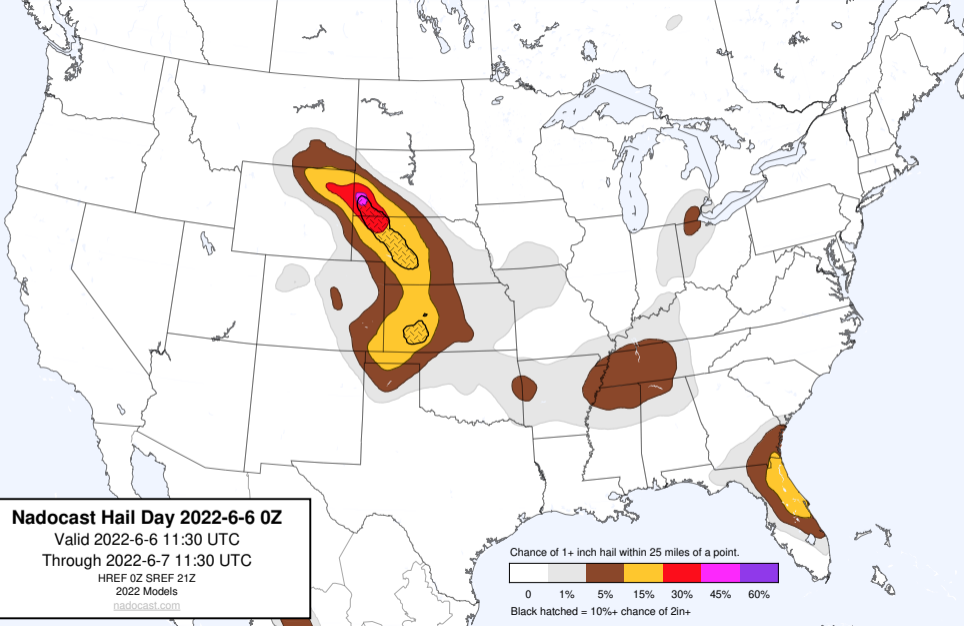 Nadocast Hail Day 2022-6-6 0Z
Valid 2022-6-6 11:30 UTC
Through 2022-6-7 11:30 UTC
HREF 0Z SREF 21Z
2022 Models
nadocast.com
Chance of 1+ inch hail within 25 miles of a point.
0 1% 5% 15% 30% 45% 60%
Black hatched = 10%+ chance of 2in+